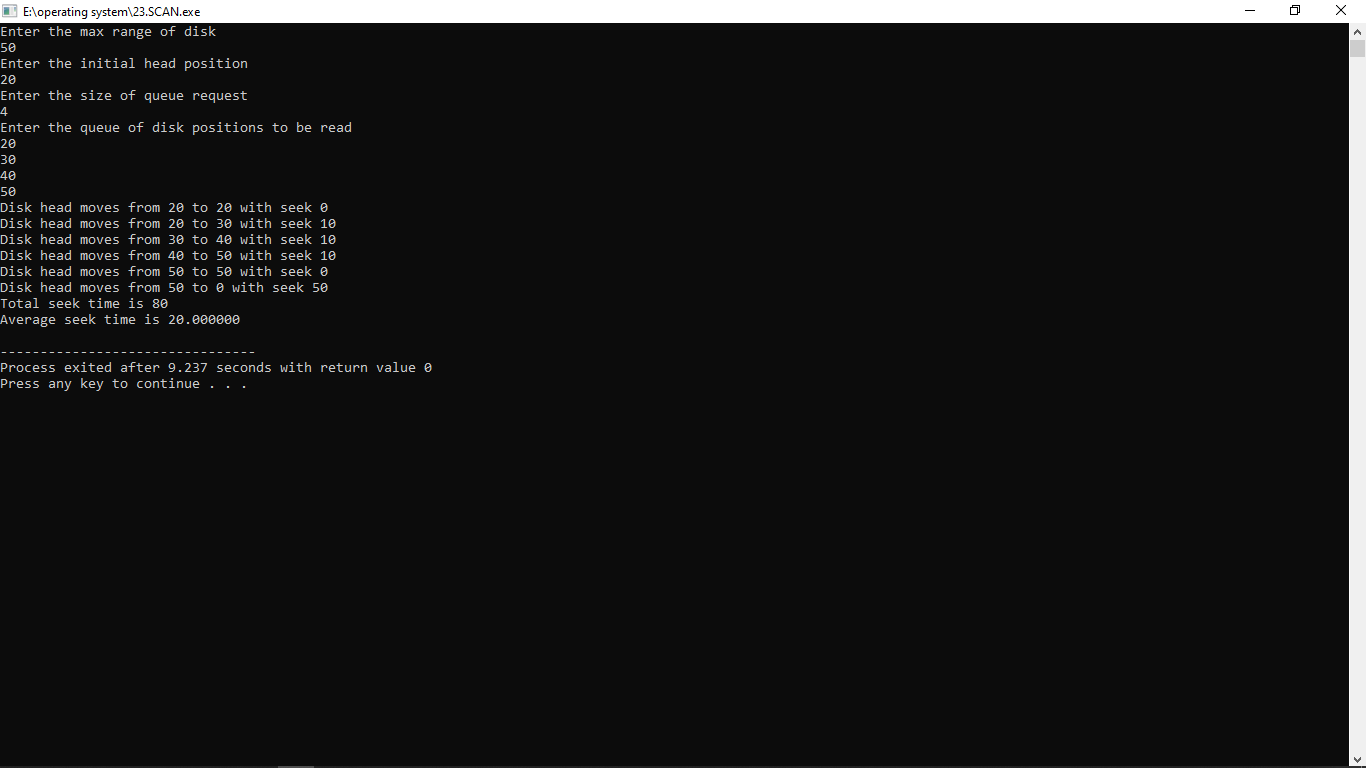 E:\operating system\23.SCAN.exe
Enter the max range of disk
50
Enter the initial head position
20
Enter the size of queue request
4
Enter the queue of disk positions to be read
20
30
40
50
Disk head moves from 20 to 20 with seek 0
Disk head moves from 20 to 30 with seek 10
Disk head moves from 30 to 40 with seek 10
Disk head moves from 40 to 50 with seek 10
Disk head moves from 50 to 50 with seek 0
Disk head moves from 50 to 0 with seek 50
Total seek time is 80
Average seek time is 20.000000
--------------------------------
Process exited after 9.237 seconds with return value 0
Press any key to continue . . .